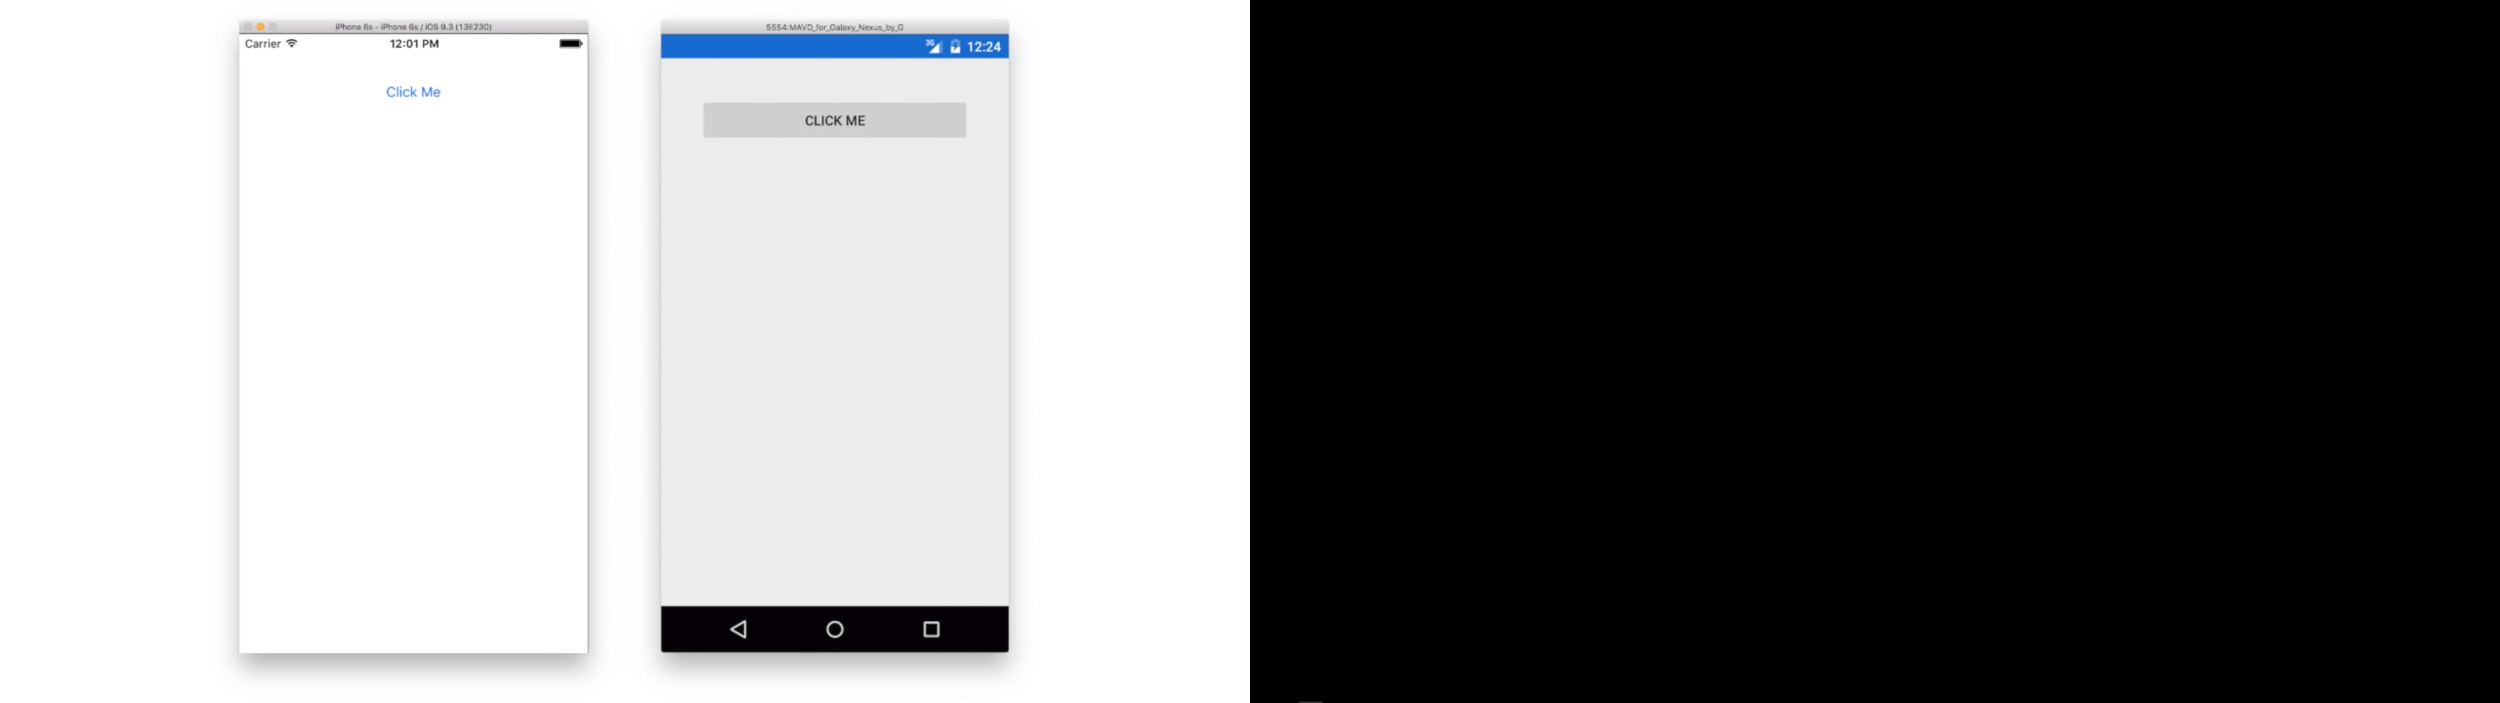 iPhone 6s - iPhone 6s / iOS 9.3 (13E230)
Carrier 12:01 PM
Click Me
5554:MAVD_for_Galaxy_Nexus_by_G
3G 12:24
CLICK ME